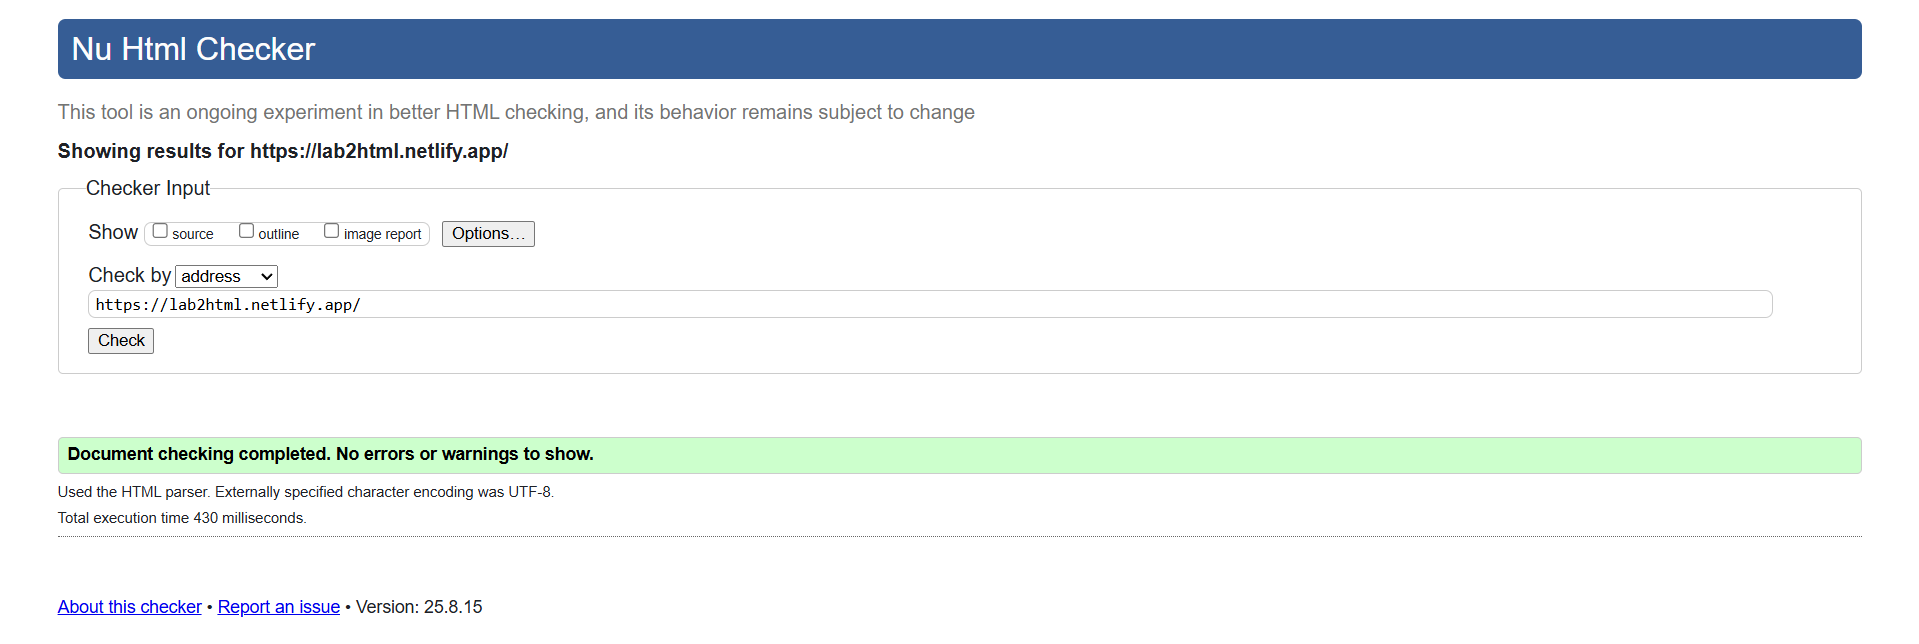 Nu Html Checker
This tool is an ongoing experiment in better HTML checking, and its behavior remains subject to change
Showing results for https://lab2html.netlify.app/
Checker Input
Show source outline image report Options...
Check by address
https://lab2html.netlify.app/
Check
Document checking completed. No errors or warnings to show.
Used the HTML parser. Externally specified character encoding was UTF-8.
Total execution time 430 milliseconds.
About this checker • Report an issue • Version: 25.8.15